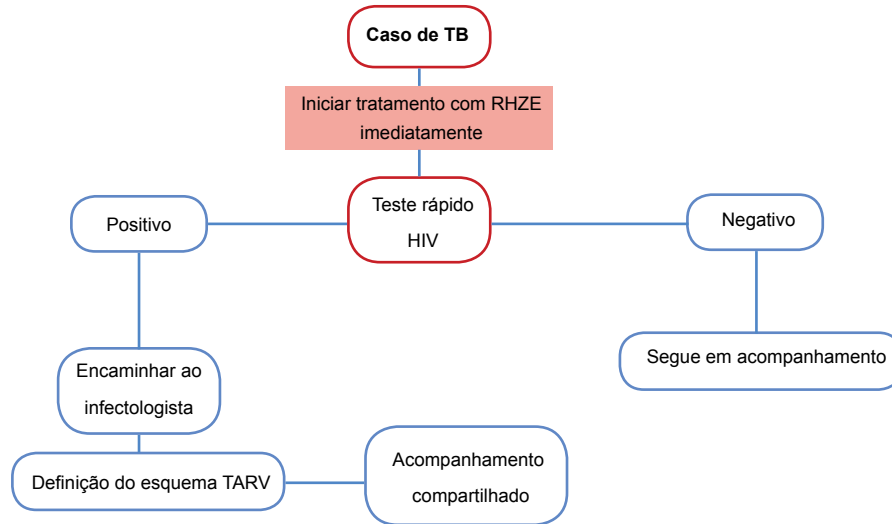 Caso de TB
Iniciar tratamento com RHZE
imediatamente
Teste rápido
HIV
Positivo
Negativo
Encaminhar ao
infectologista
Segue em acompanhamento
Definição do esquema TARV
Acompanhamento
compartilhado